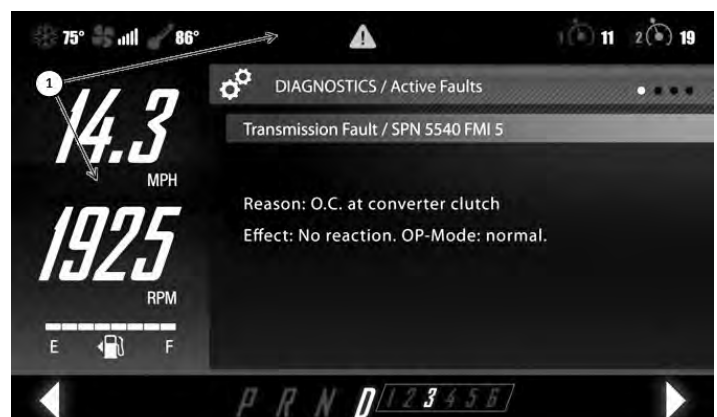 75° 86° 1 11 2 19
1
DIAGNOSTICS / Active Faults
14.3
MPH
Transmission Fault / SPN 5540 FMI 5
Reason: O.C. at converter clutch
Effect: No reaction. OP-Mode: normal.
1925
RPM
E F
P R N D 1 2 3 4 5 6